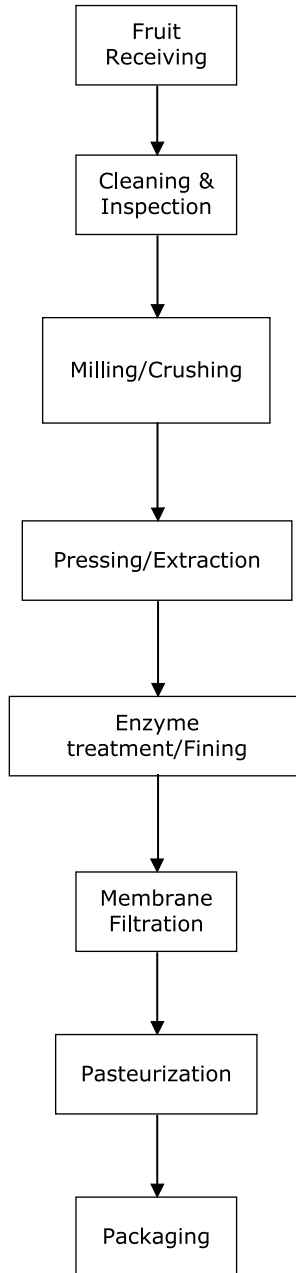 Fruit
Receiving
Cleaning &
Inspection
Milling/Crushing
Pressing/Extraction
Enzyme
treatment/Fining
Membrane
Filtration
Pasteurization
Packaging